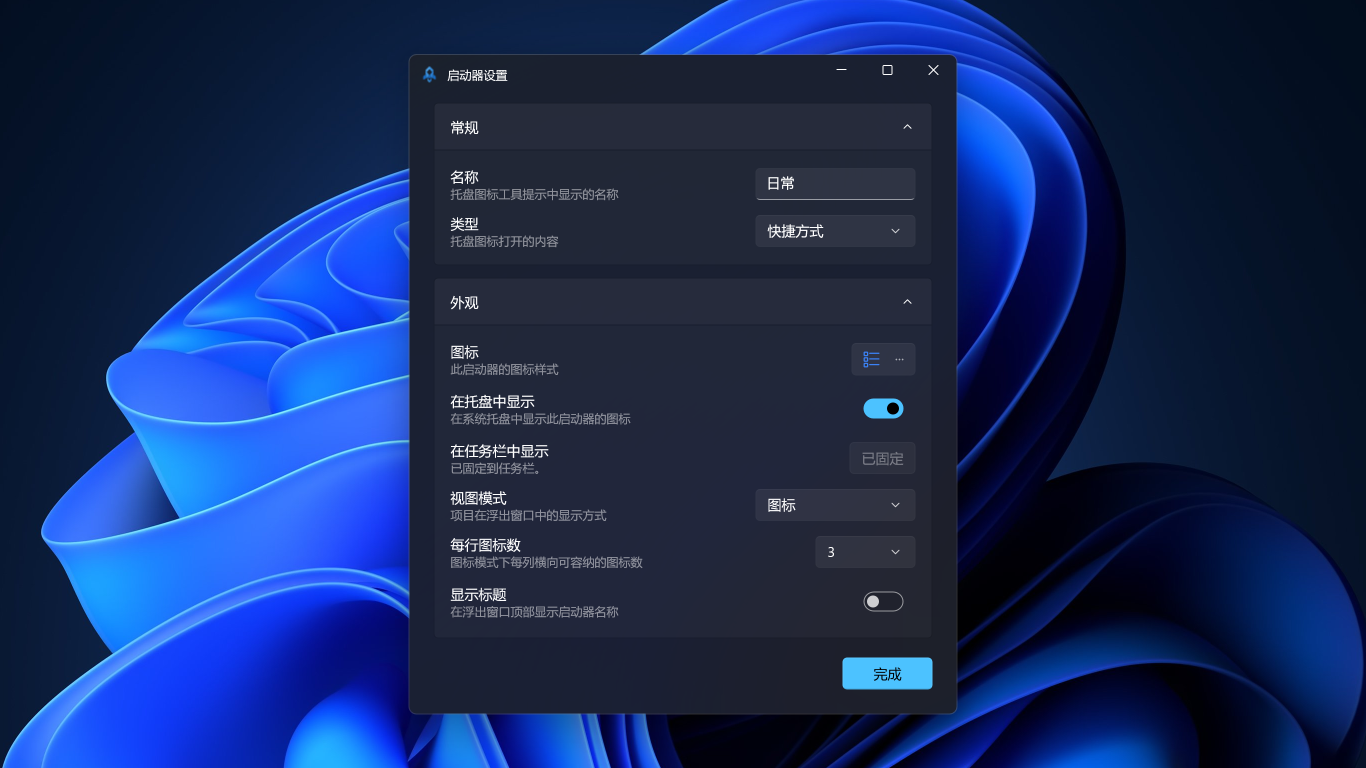 启动器设置
常规
名称
托盘图标工具提示中显示的名称
日常
类型
托盘图标打开的内容
快捷方式
外观
图标
此启动器的图标样式
在托盘中显示
在系统托盘中显示此启动器的图标
在任务栏中显示
已固定到任务栏。
已固定
视图模式
项目在浮出窗口中的显示方式
图标
每行图标数
图标模式下每列横向可容纳的图标数
3
显示标题
在浮出窗口顶部显示启动器名称
完成